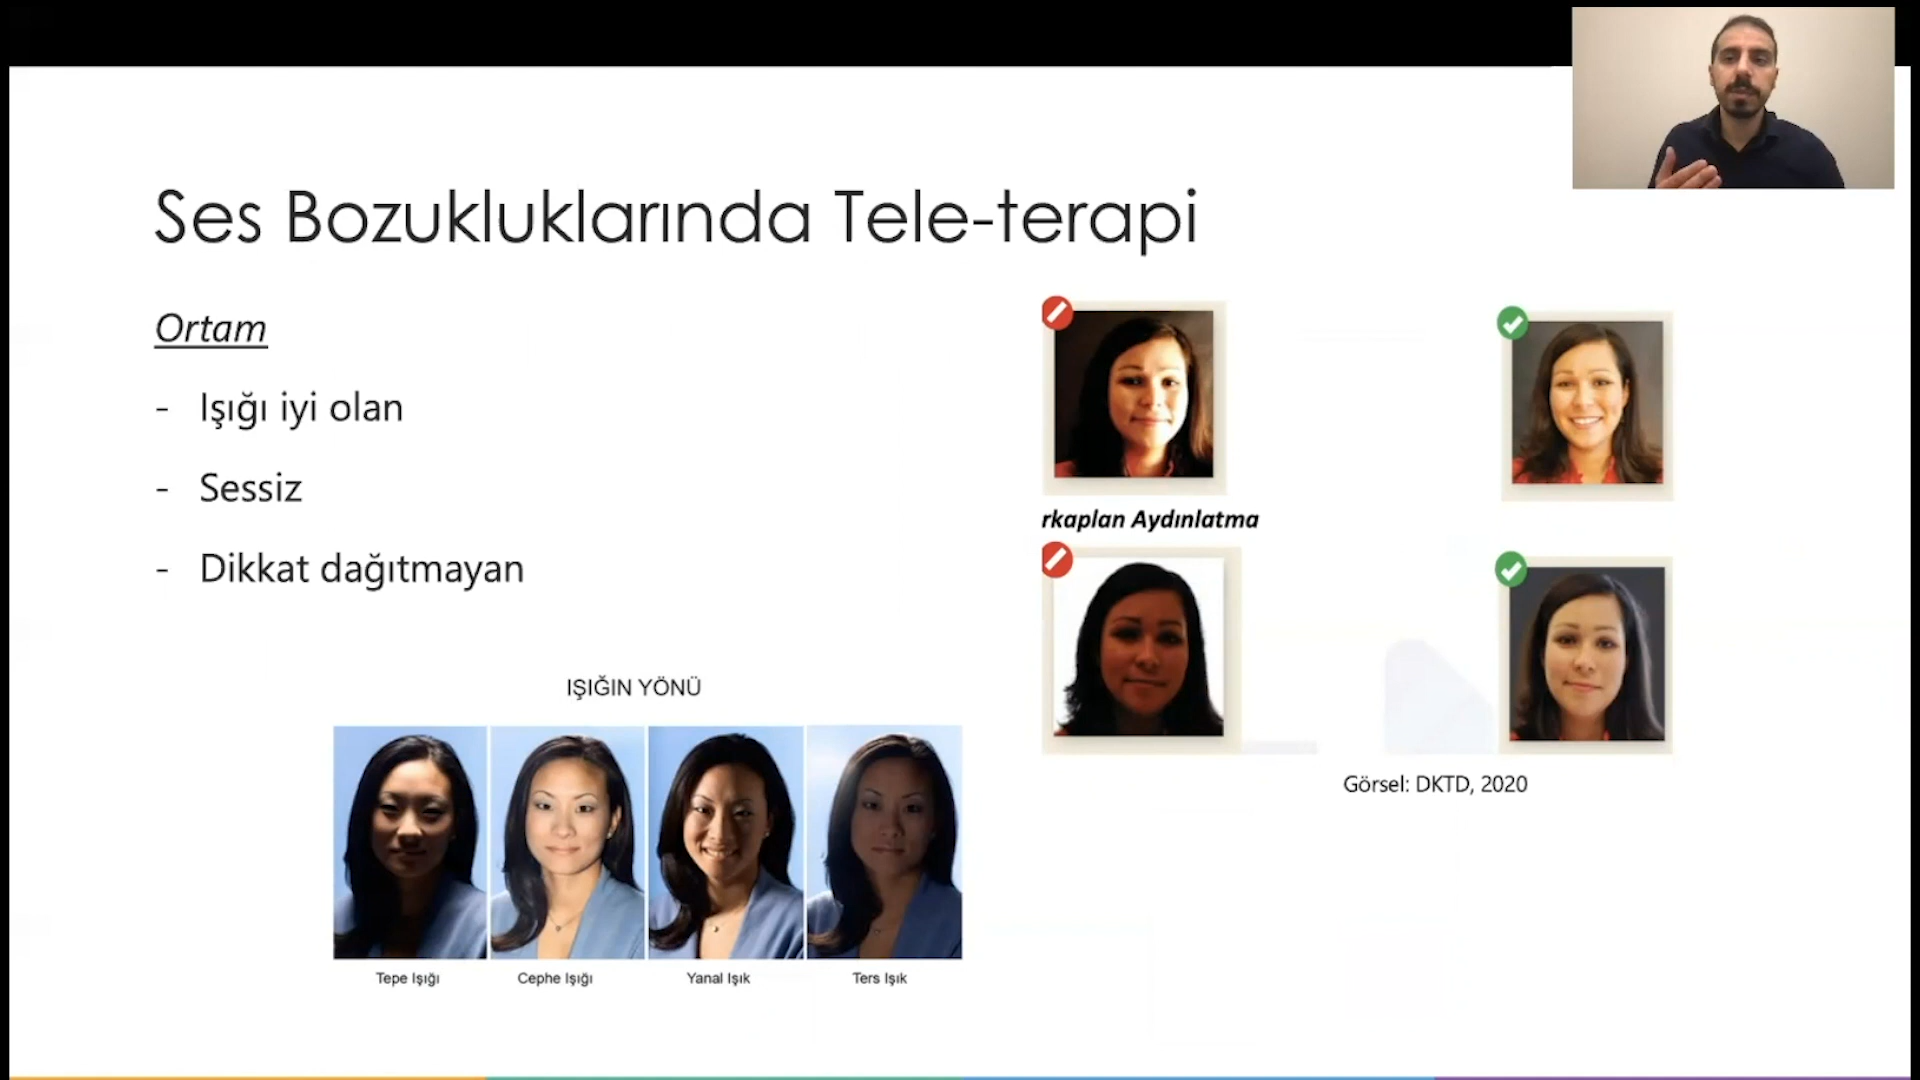 Ses Bozukluklarında Tele-terapi
Ortam
- Işığı iyi olan
- Sessiz
- Dikkat dağıtmayan
rkaplan Aydınlatma
Görsel: DKTD, 2020
IŞIĞIN YÖNÜ
Tepe Işığı Cephe Işığı Yanal Işık Ters Işık